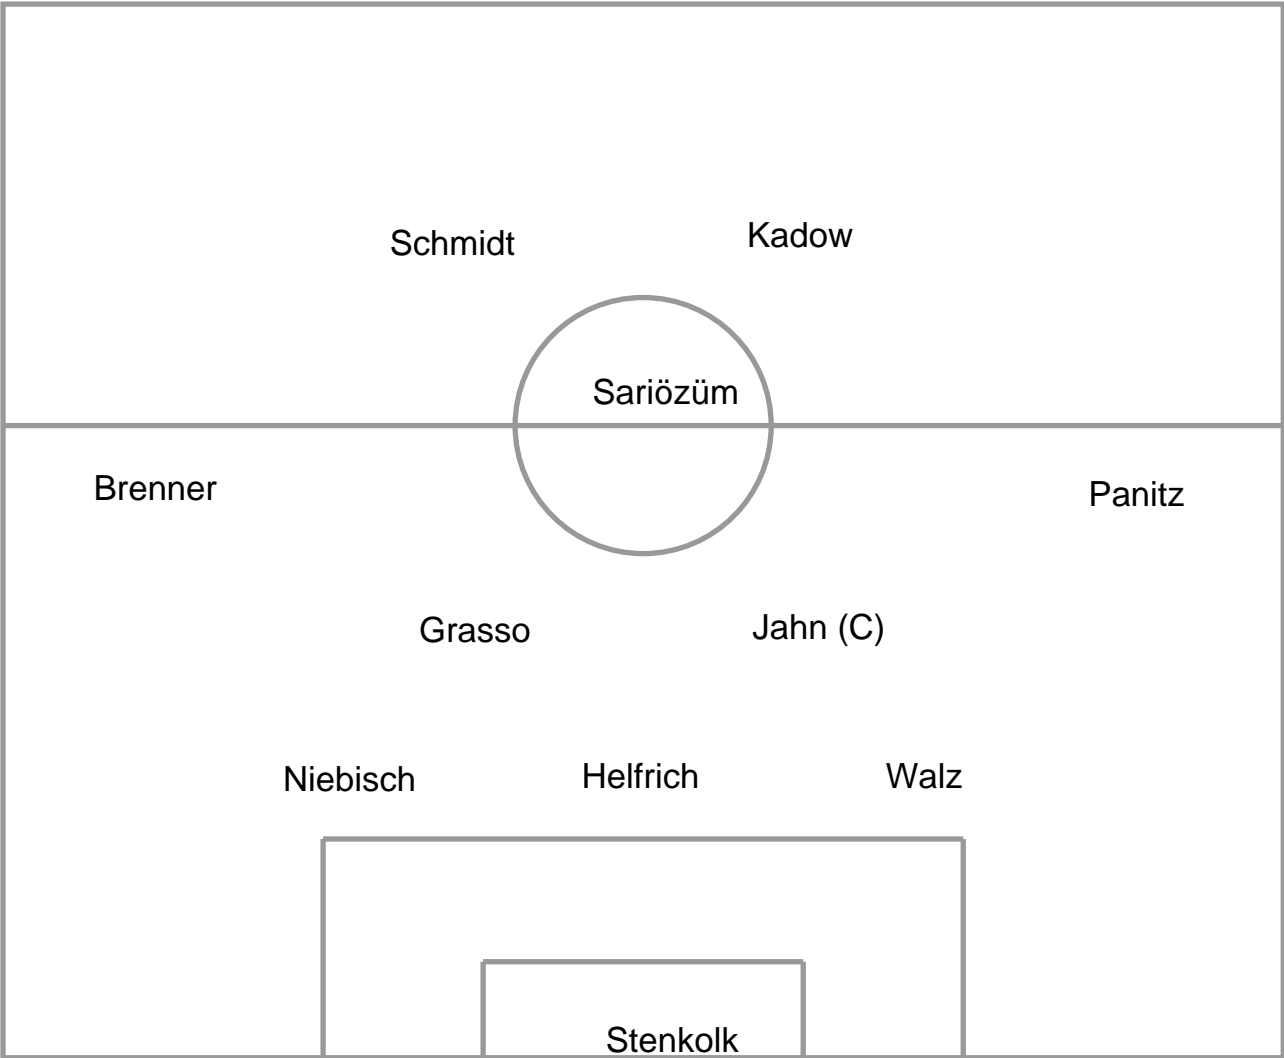 Schmidt
Kadow
Sariözüm
Brenner
Panitz
Grasso
Jahn (C)
Niebisch
Helfrich
Walz
Stenkolk